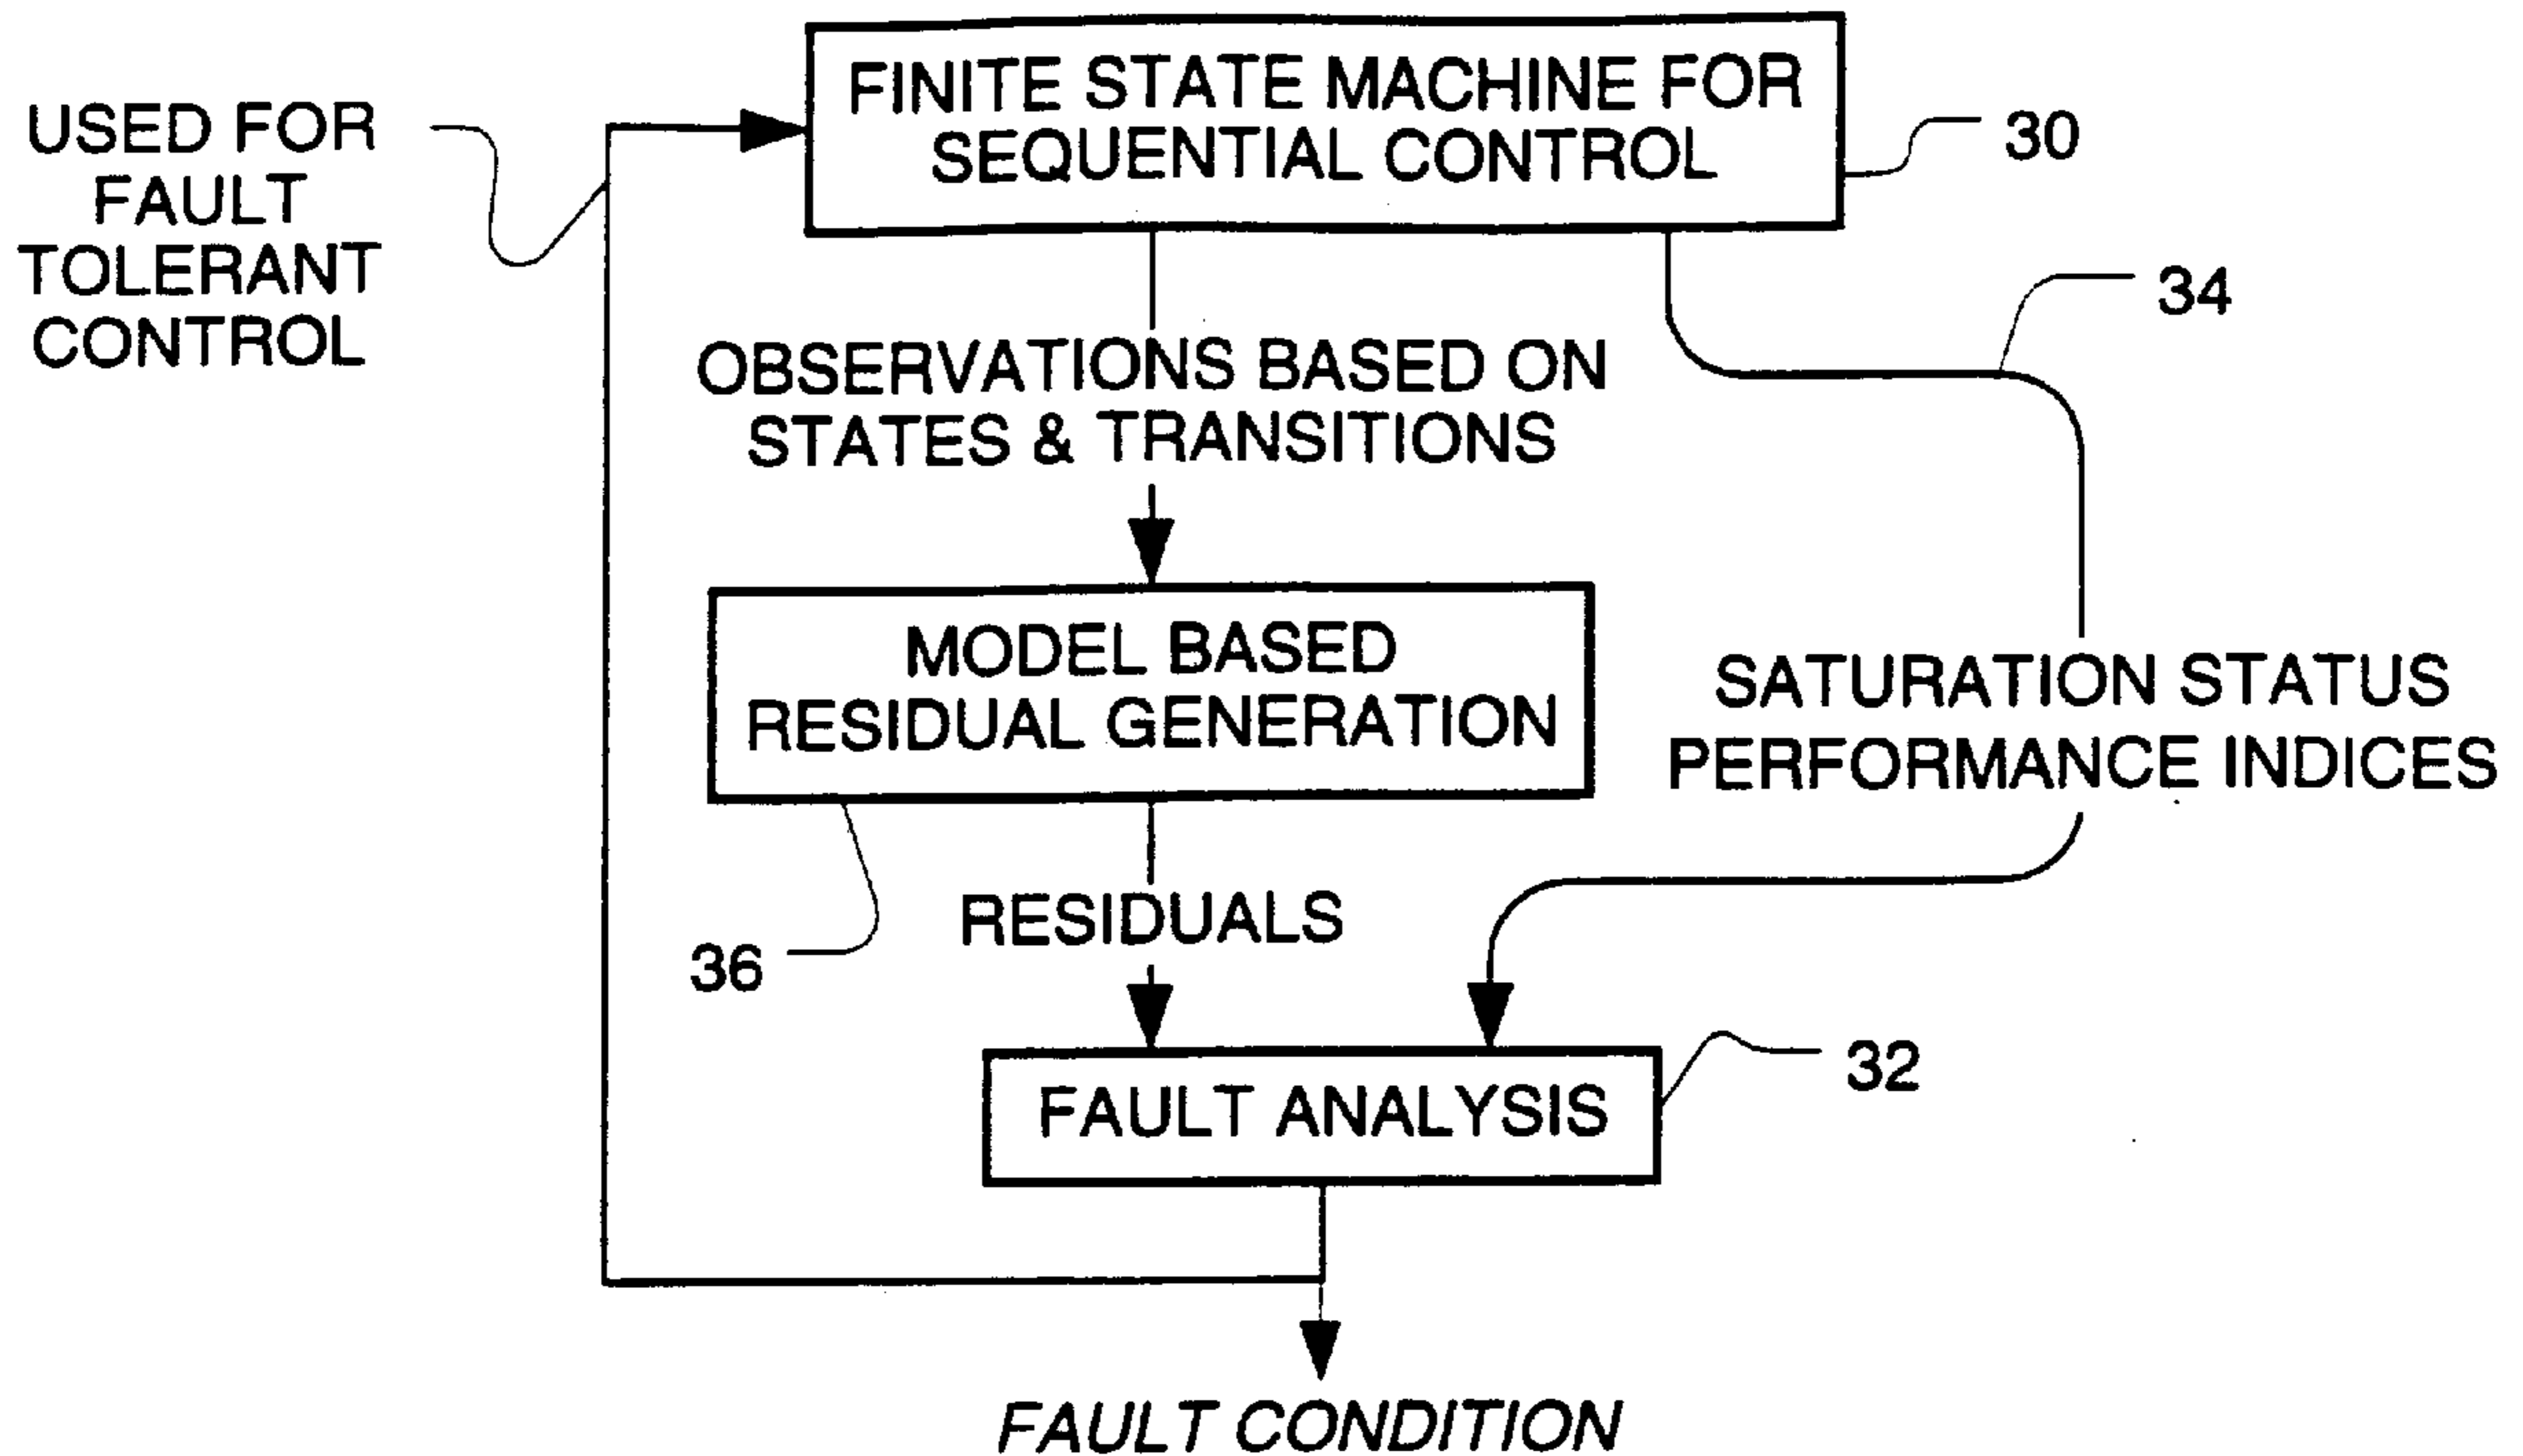 FINITE STATE MACHINE FOR
SEQUENTIAL CONTROL
30
USED FOR
FAULT
TOLERANT
CONTROL
34
OBSERVATIONS BASED ON
STATES & TRANSITIONS
MODEL BASED
RESIDUAL GENERATION
SATURATION STATUS
PERFORMANCE INDICES
RESIDUALS
36
FAULT ANALYSIS
32
FAULT CONDITION